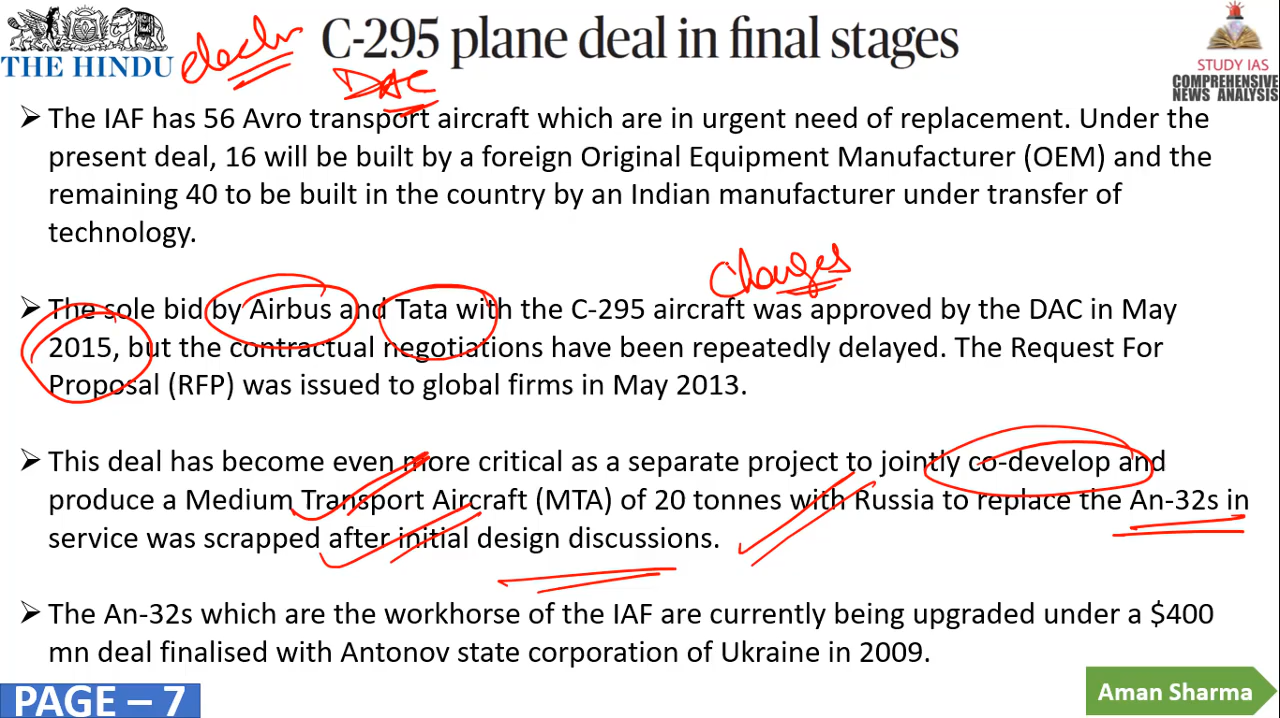 THE HINDU
C-295 plane deal in final stages
DAC
STUDY IAS
COMPREHENSIVE
NEWS ANALYSIS
➢ The IAF has 56 Avro transport aircraft which are in urgent need of replacement. Under the
present deal, 16 will be built by a foreign Original Equipment Manufacturer (OEM) and the
remaining 40 to be built in the country by an Indian manufacturer under transfer of
technology.
Changes
➢ The sole bid by Airbus and Tata with the C-295 aircraft was approved by the DAC in May
2015, but the contractual negotiations have been repeatedly delayed. The Request For
Proposal (RFP) was issued to global firms in May 2013.
➢ This deal has become even more critical as a separate project to jointly co-develop and
produce a Medium Transport Aircraft (MTA) of 20 tonnes with Russia to replace the An-32s in
service was scrapped after initial design discussions.
➢ The An-32s which are the workhorse of the IAF are currently being upgraded under a $400
mn deal finalised with Antonov state corporation of Ukraine in 2009.
PAGE – 7
Aman Sharma